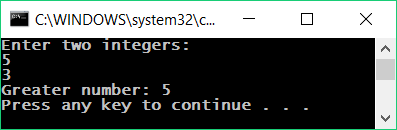 C:\WINDOWS\system32\c...
Enter two integers:
5
3
Greater number: 5
Press any key to continue . . .